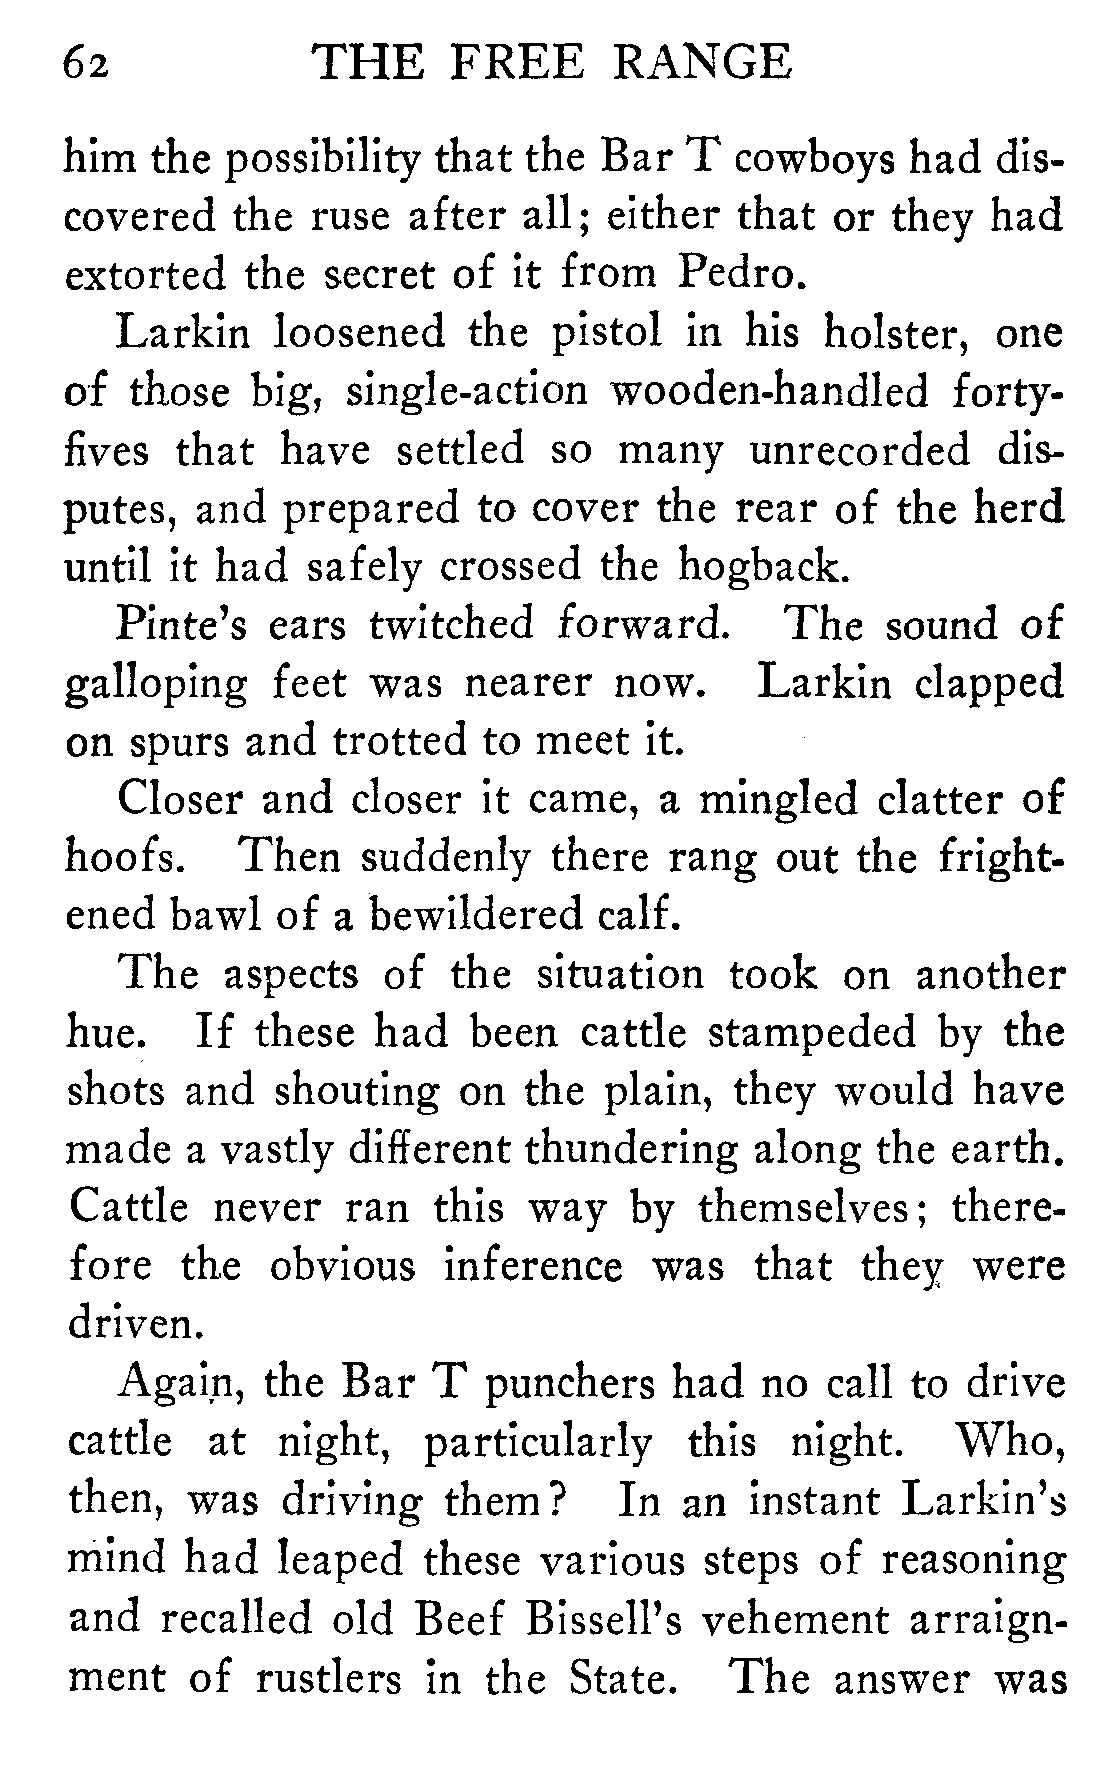 62 THE FREE RANGE
him the possibility that the Bar T cowboys had dis-
covered the ruse after all; either that or they had
extorted the secret of it from Pedro.
Larkin loosened the pistol in his holster, one
of those big, single-action wooden-handled forty-
fives that have settled so many unrecorded dis-
putes, and prepared to cover the rear of the herd
until it had safely crossed the hogback.
Pinte's ears twitched forward. The sound of
galloping feet was nearer now. Larkin clapped
on spurs and trotted to meet it.
Closer and closer it came, a mingled clatter of
hoofs. Then suddenly there rang out the fright-
ened bawl of a bewildered calf.
The aspects of the situation took on another
hue. If these had been cattle stampeded by the
shots and shouting on the plain, they would have
made a vastly different thundering along the earth.
Cattle never ran this way by themselves; there-
fore the obvious inference was that they were
driven.
Again, the Bar T punchers had no call to drive
cattle at night, particularly this night. Who,
then, was driving them? In an instant Larkin's
mind had leaped these various steps of reasoning
and recalled old Beef Bissell's vehement arraign-
ment of rustlers in the State. The answer was